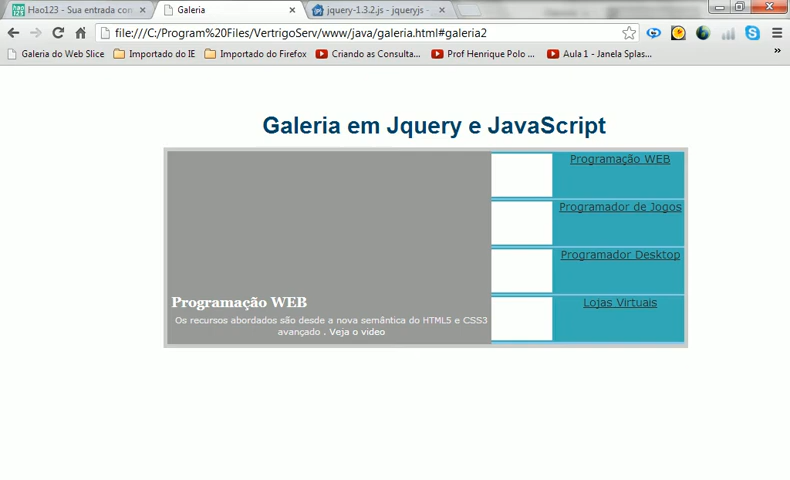 Hao123 - Sua entrada con
Galeria
jquery-1.3.2.js - jqueryjs -
file:///C:/Program%20Files/VertrigoServ/www/java/galeria.html#galeria2
Galeria do Web Slice
Importado do IE
Importado do Firefox
Criando as Consulta...
Prof Henrique Polo ...
Aula 1 - Janela Splas...
»
Galeria em Jquery e JavaScript
Programação WEB
Programador de Jogos
Programador Desktop
Lojas Virtuais
Programação WEB
Os recursos abordados são desde a nova semântica do HTML5 e CSS3
avançado . Veja o video